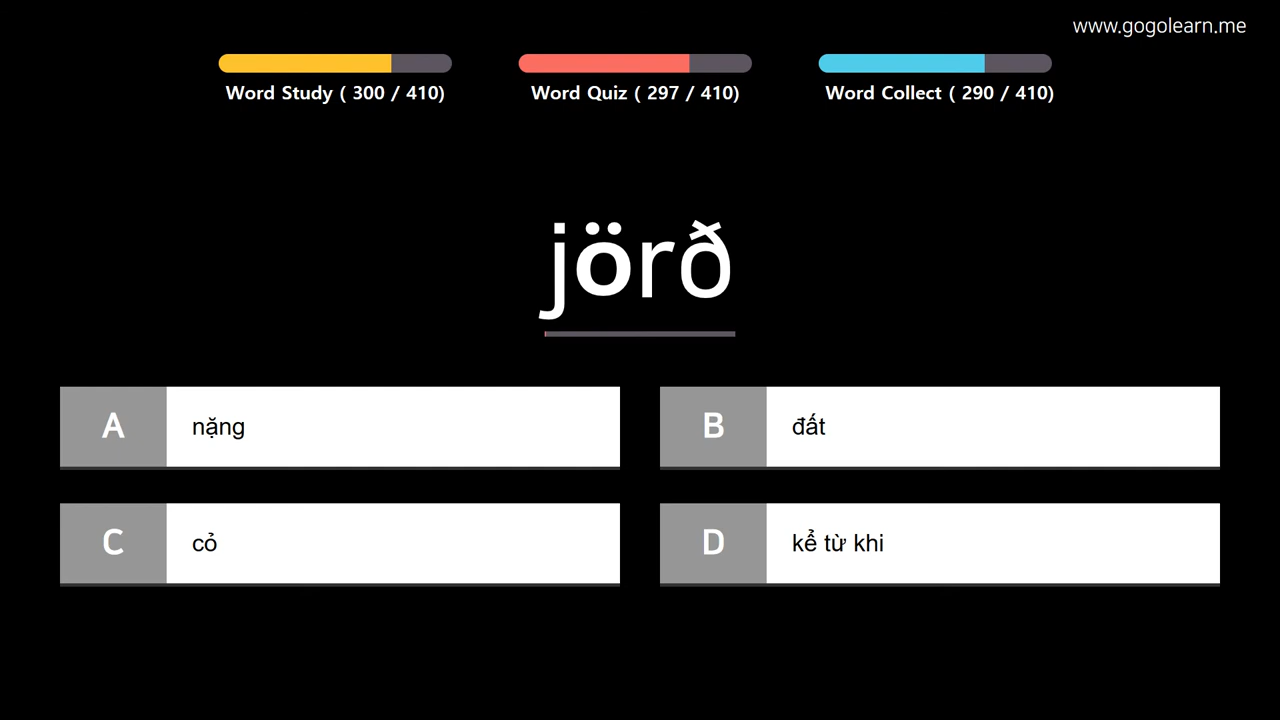 www.gogolearn.me
Word Study ( 300 / 410)
Word Quiz ( 297 / 410)
Word Collect ( 290 / 410)
jörð
A nặng
B đất
C cỏ
D kể từ khi